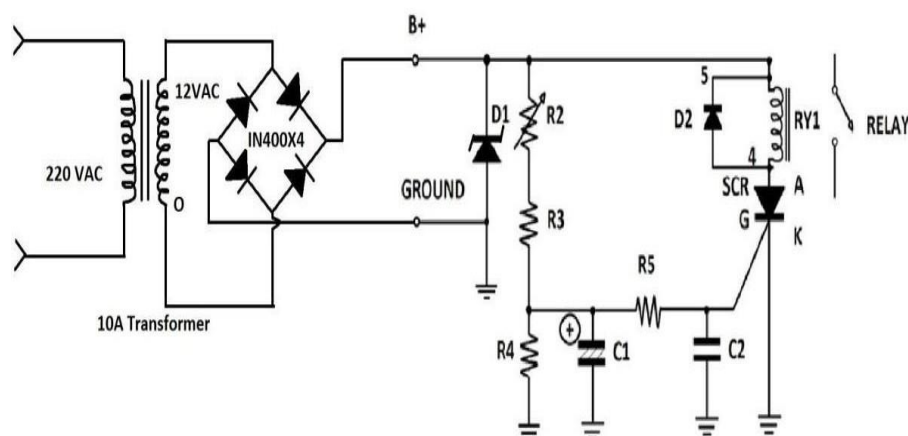 B+
5
12VAC
D1
R2
D2
RY1
RELAY
IN400X4
220 VAC
4
GROUND
SCR
A
O
R3
G
K
R5
10A Transformer
R4
+
C1
C2